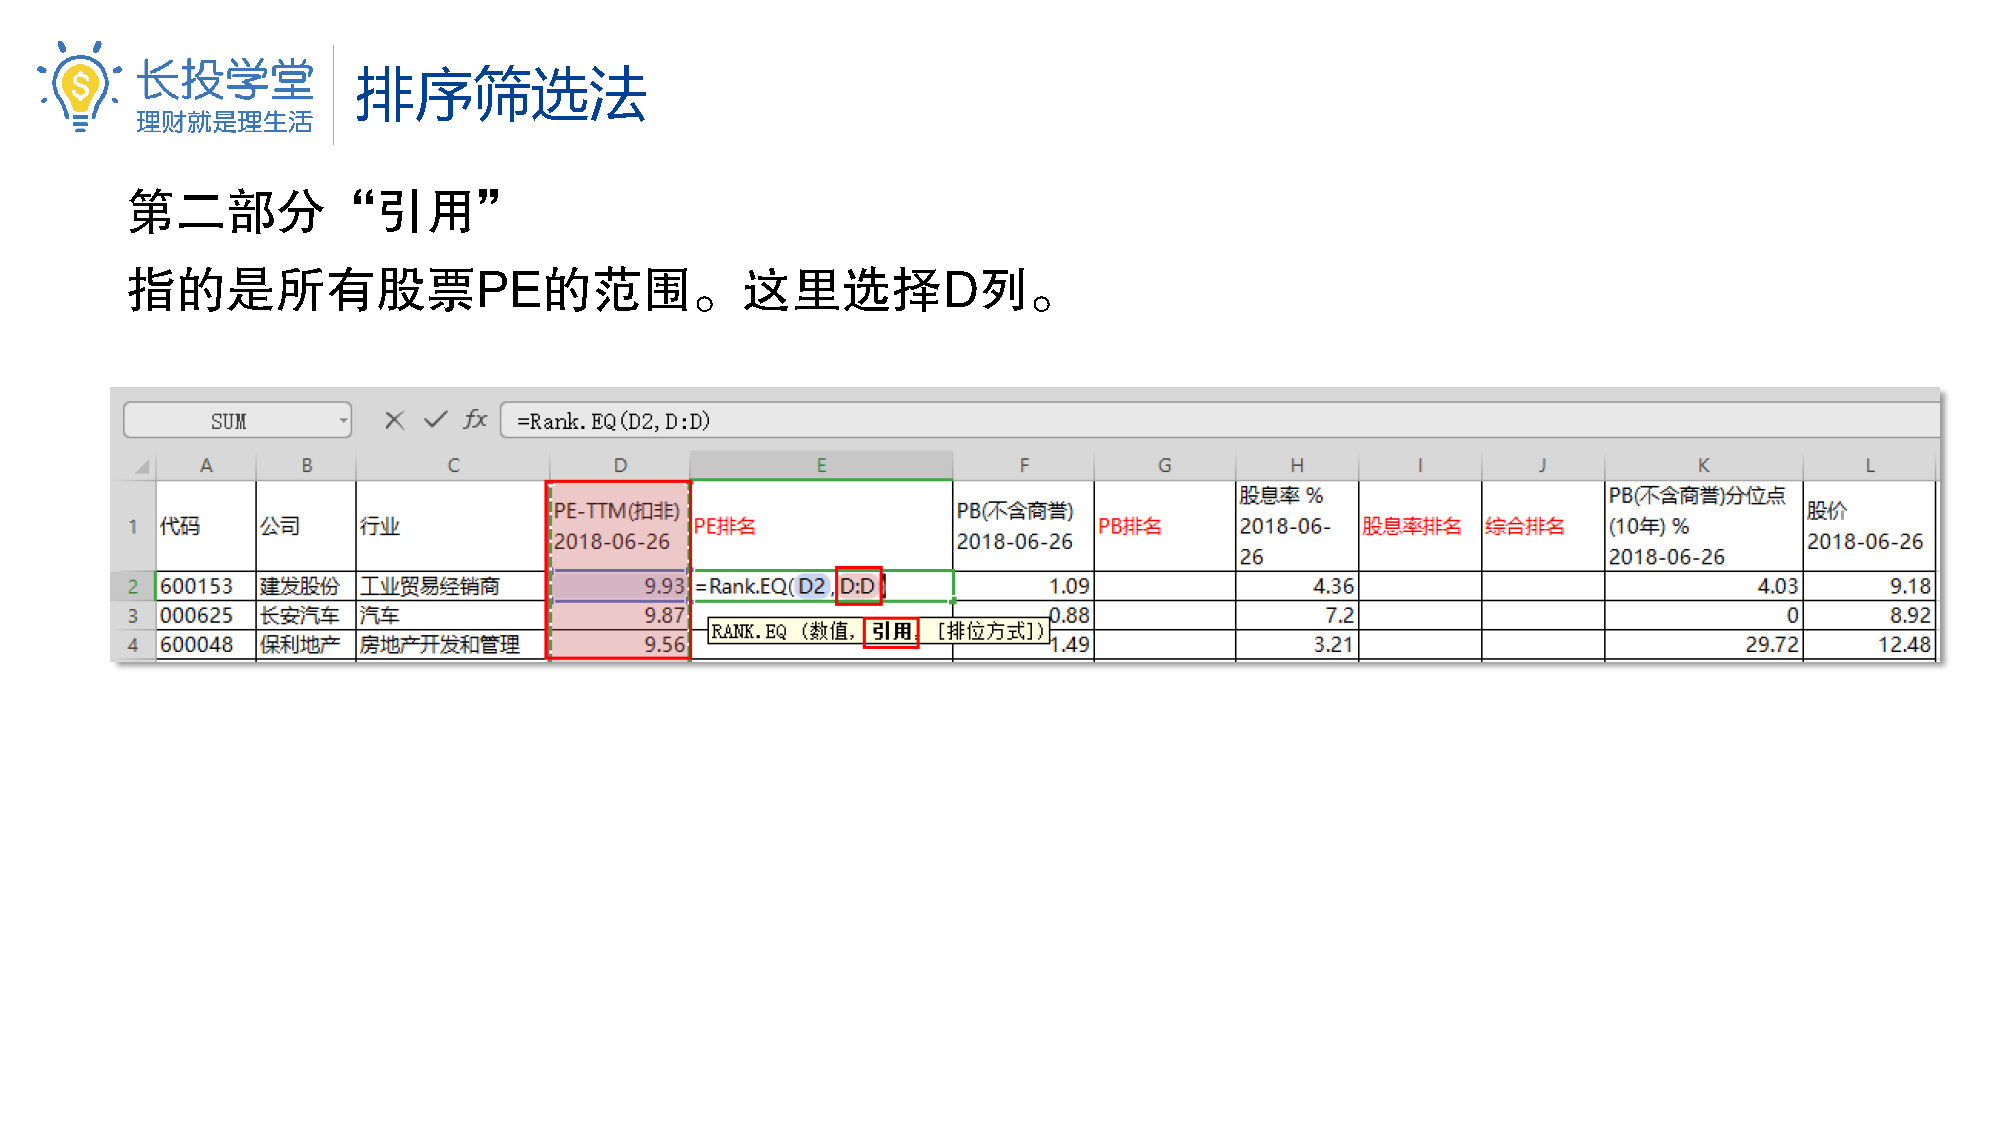 长投学堂
理财就是理生活
排序筛选法
第二部分“引用”
指的是所有股票PE的范围。这里选择D列。
SUM fx =Rank.EQ(D2,D:D)
A B C D E F G H I J K L
1 代码 公司 行业 PE-TTM(扣非) 2018-06-26 PE排名 PB(不含商誉) 2018-06-26 PB排名 股息率 % 2018-06-26 股息率排名 综合排名 PB(不含商誉)分位点(10年) % 2018-06-26 股价 2018-06-26
2 600153 建发股份 工业贸易经销商 9.93 =Rank.EQ(D2,D:D) 1.09 4.36 4.03 9.18
3 000625 长安汽车 汽车 9.87 0.88 7.2 0 8.92
RANK.EQ (数值, 引用, [排位方式])
4 600048 保利地产 房地产开发和管理 9.56 1.49 3.21 29.72 12.48